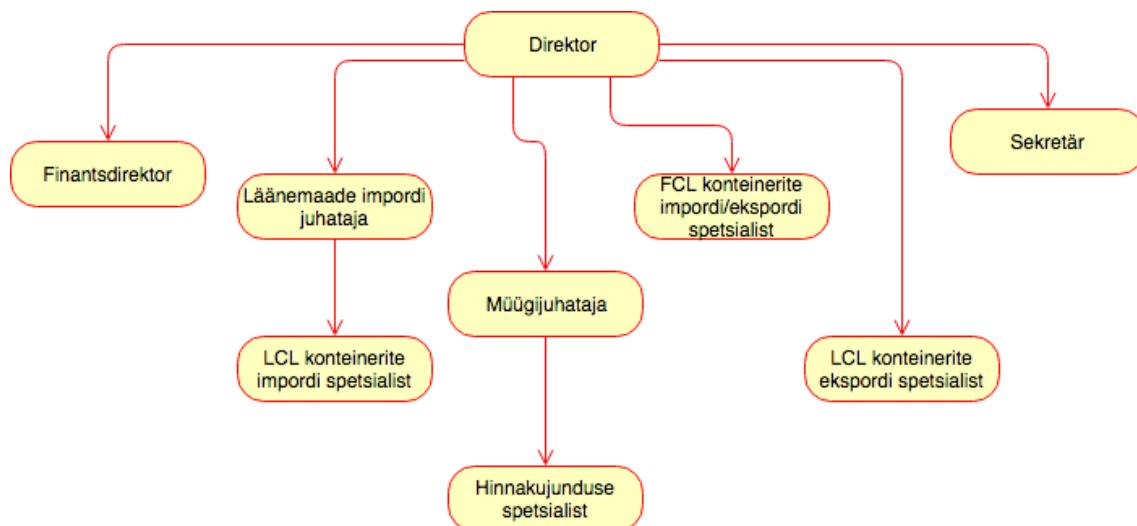 Direktor
Finantsdirektor
Läänemaade impordi
juhataja
FCL konteinerite
impordi/ekspordi
spetsialist
Sekretär
Müügijuhataja
LCL konteinerite
impordi spetsialist
LCL konteinerite
ekspordi spetsialist
Hinnakujunduse
spetsialist